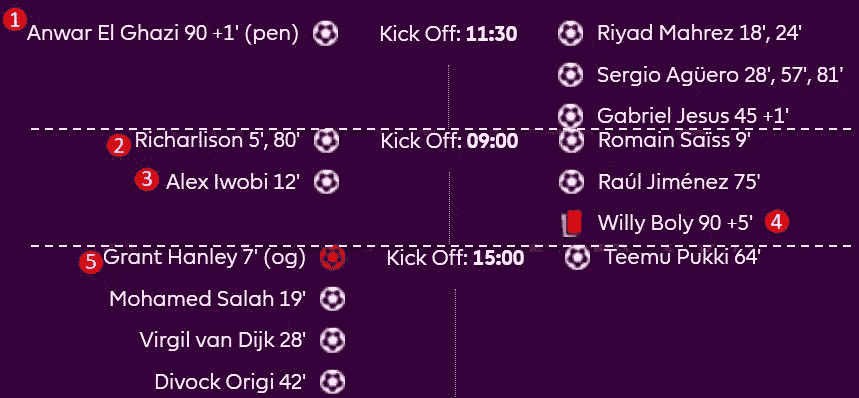 1 Anwar El Ghazi 90 +1' (pen) Kick Off: 11:30 Riyad Mahrez 18', 24'
Sergio Agüero 28', 57', 81'
Gabriel Jesus 45 +1'
2 Richarlison 5', 80' Kick Off: 09:00 Romain Saïss 9'
3 Alex Iwobi 12' Raúl Jiménez 75'
Willy Boly 90 +5' 4
5 Grant Hanley 7' (og) Kick Off: 15:00 Teemu Pukki 64'
Mohamed Salah 19'
Virgil van Dijk 28'
Divock Origi 42'